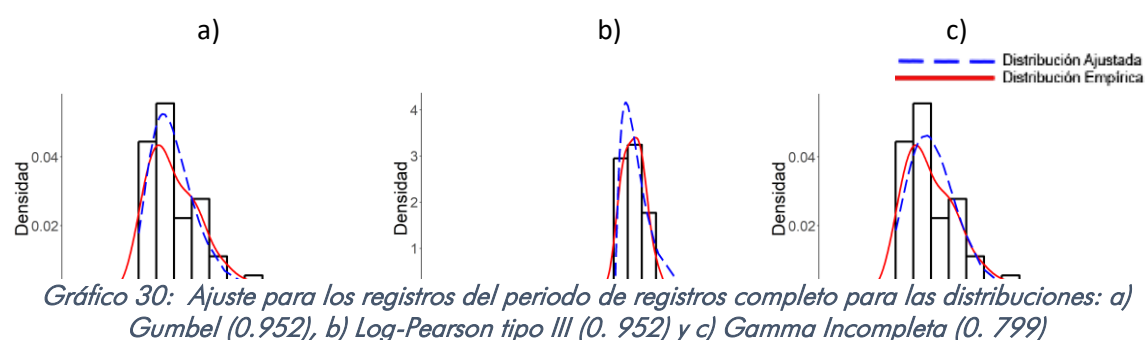 a)
b)
c)
Distribución Ajustada
Distribución Empírica
Densidad
0.04
0.02
Densidad
4
3
2
1
Densidad
0.04
0.02
Gráfico 30: Ajuste para los registros del periodo de registros completo para las distribuciones: a)
Gumbel (0.952), b) Log-Pearson tipo III (0. 952) y c) Gamma Incompleta (0. 799)